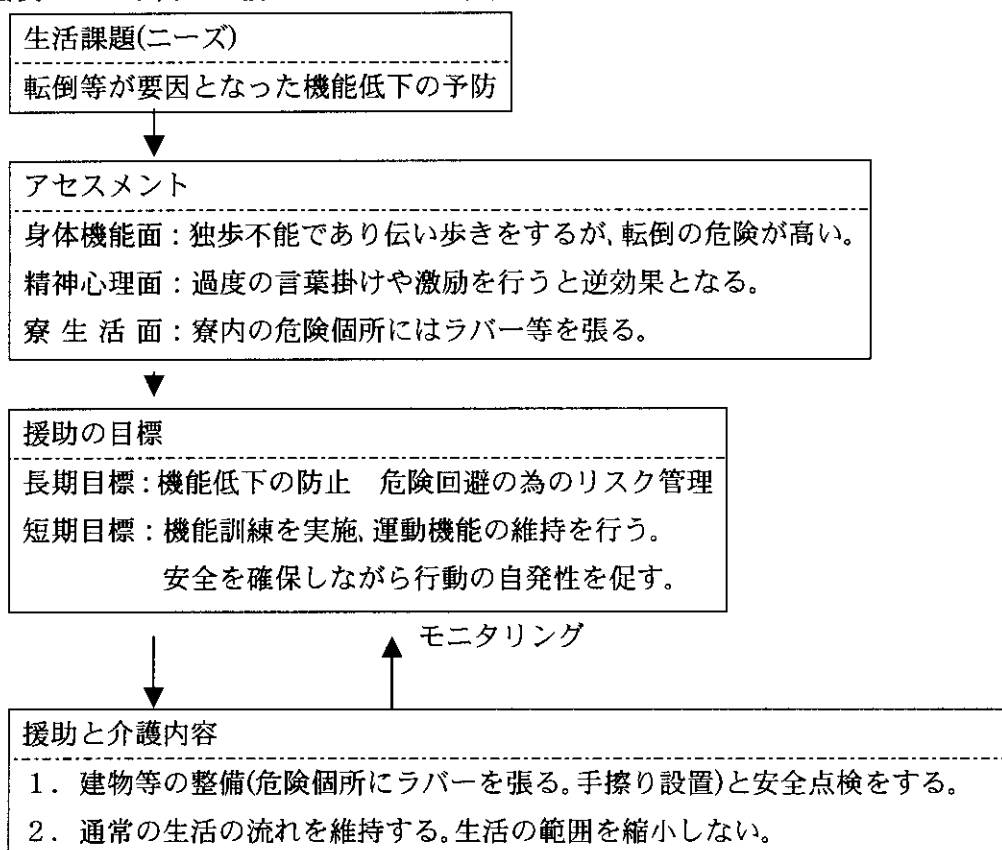 生活課題(ニーズ)
転倒等が要因となった機能低下の予防
アセスメント
身体機能面：独歩不能であり伝い歩きをするが、転倒の危険が高い。
精神心理面：過度の言葉掛けや激励を行うと逆効果となる。
寮生活面：寮内の危険個所にはラバー等を張る。
援助の目標
長期目標：機能低下の防止　危険回避の為のリスク管理
短期目標：機能訓練を実施、運動機能の維持を行う。
安全を確保しながら行動の自発性を促す。
モニタリング
援助と介護内容
１．建物等の整備(危険個所にラバーを張る。手擦り設置)と安全点検をする。
２．通常の生活の流れを維持する。生活の範囲を縮小しない。